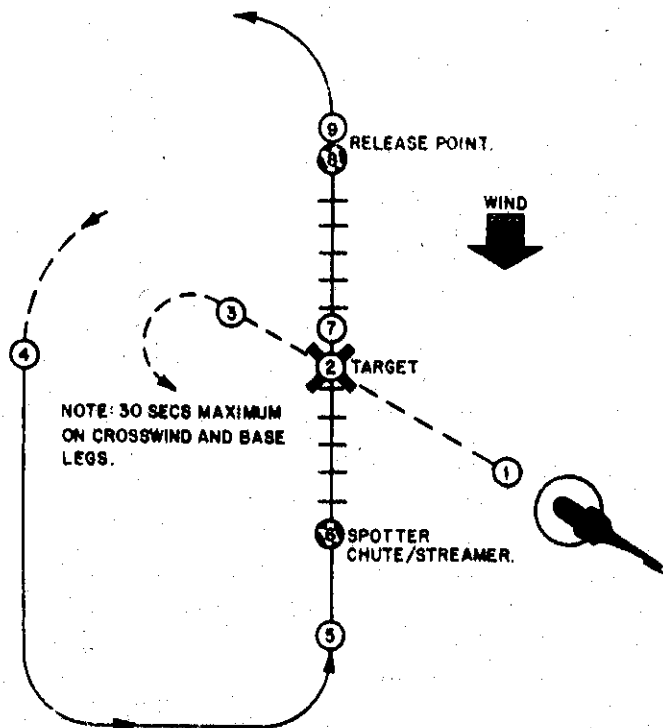 9
8 RELEASE POINT.
WIND
3
7
4
2 TARGET
NOTE: 30 SECS MAXIMUM
ON CROSSWIND AND BASE
LEGS.
1
6 SPOTTER
CHUTE/STREAMER.
5